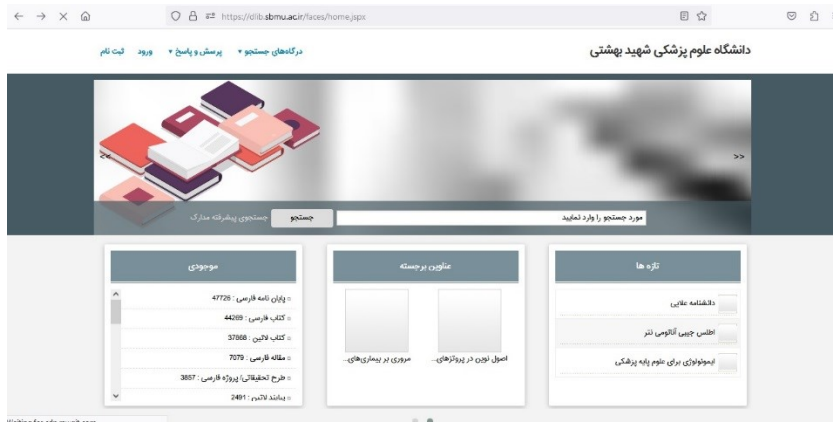 https://dlib.sbmu.ac.ir/faces/home.jspx
دانشگاه علوم پزشکی شهید بهشتی
درگاه‌های جستجو ▾ پرسش و پاسخ ▾ ورود ثبت نام
<< >>
مورد جستجو را وارد نمایید
جستجو
جستجوی پیشرفته مدارک
تازه ها
دانشنامه علایی
اطلس جیبی آناتومی نتر
ایمونولوژی برای علوم پایه پزشکی
عناوین برجسته
اصول نوین در پروتزهای...
مروری بر بیماری‌های...
موجودی
پایان نامه فارسی : 47726
کتاب فارسی : 44269
کتاب لاتین : 37868
مقاله فارسی : 7079
طرح تحقیقاتی/ پروژه فارسی : 3857
پایاند لاتین : 2491